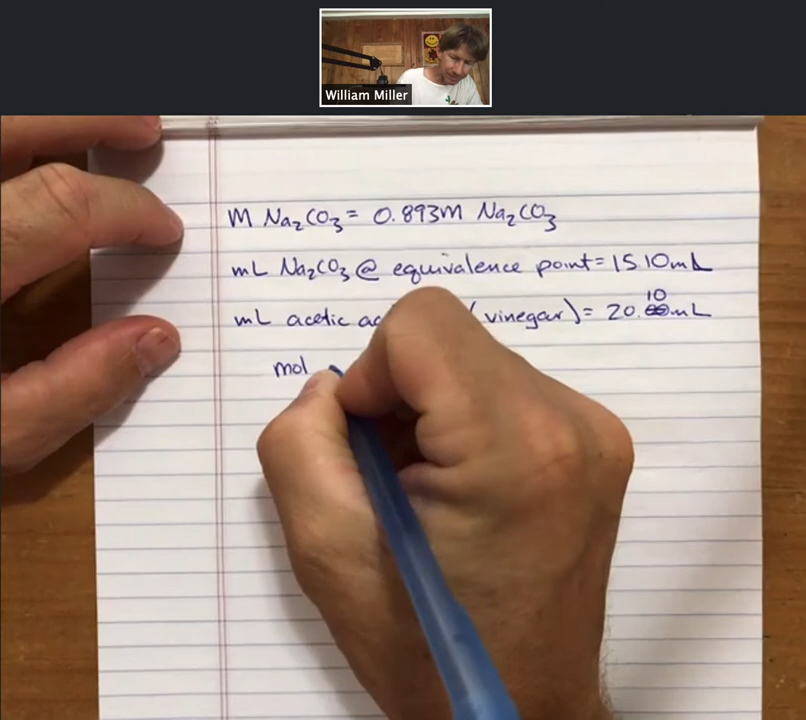 William Miller
M Na₂CO₃ = 0.893M Na₂CO₃
mL Na₂CO₃ @ equivalence point = 15.10mL
mL acetic ac (vinegar) = 20.10mL
mol